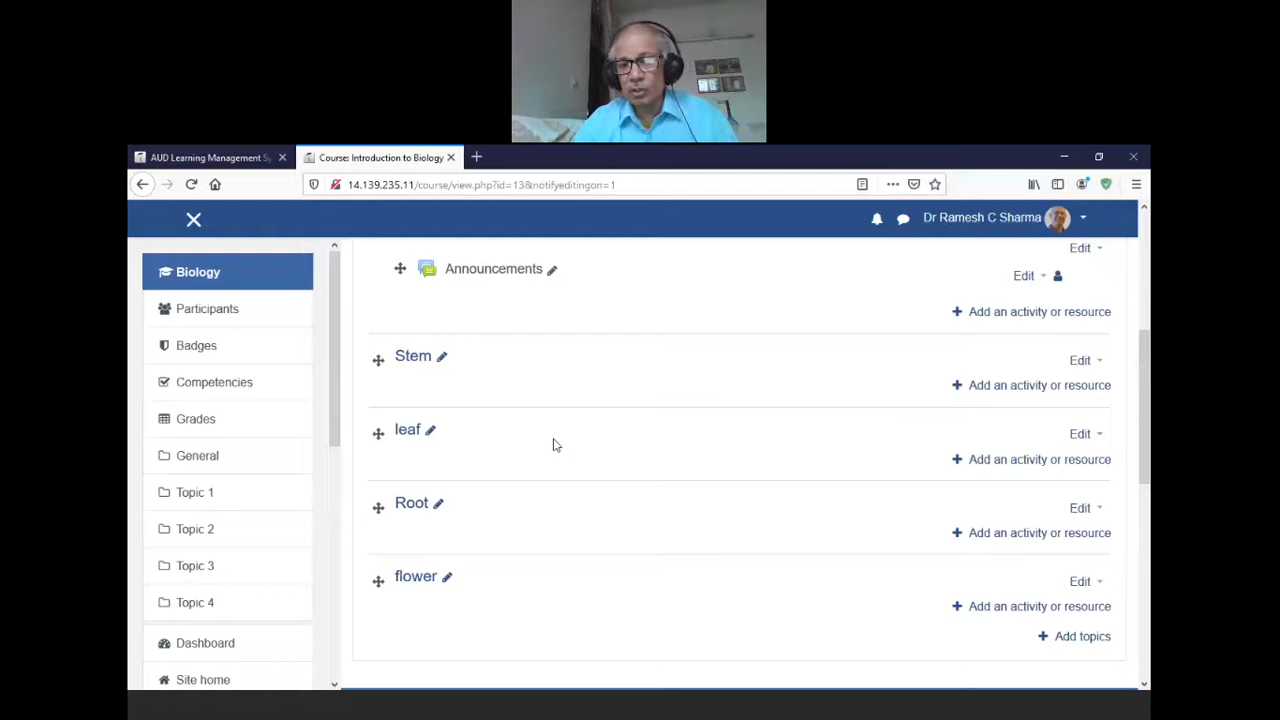 AUD Learning Management Sy
Course: Introduction to Biology
14.139.235.11/course/view.php?id=13&notifyeditingon=1
Dr Ramesh C Sharma
Biology
Participants
Badges
Competencies
Grades
General
Topic 1
Topic 2
Topic 3
Topic 4
Dashboard
Site home
Edit
Announcements
Edit
Add an activity or resource
Stem
Edit
Add an activity or resource
leaf
Edit
Add an activity or resource
Root
Edit
Add an activity or resource
flower
Edit
Add an activity or resource
Add topics